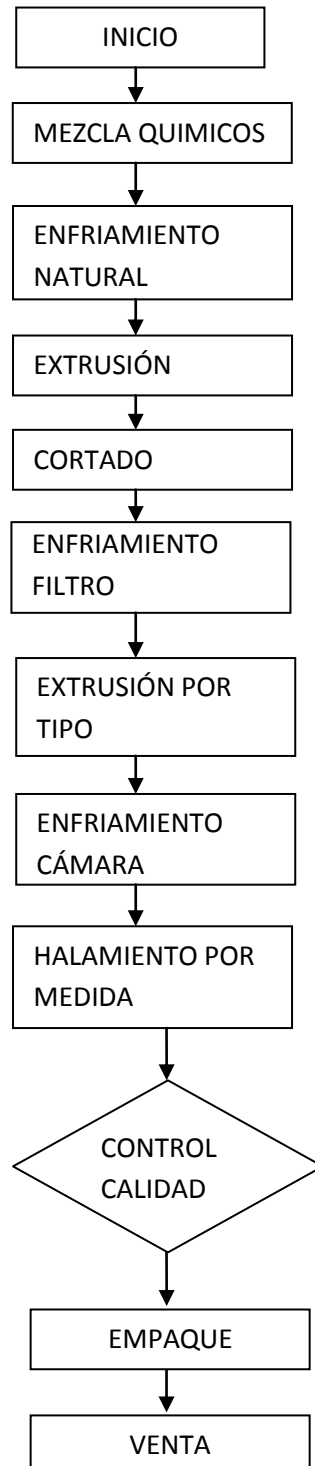 INICIO
MEZCLA QUIMICOS
ENFRIAMIENTO
NATURAL
EXTRUSIÓN
CORTADO
ENFRIAMIENTO
FILTRO
EXTRUSIÓN POR
TIPO
ENFRIAMIENTO
CÁMARA
HALAMIENTO POR
MEDIDA
CONTROL
CALIDAD
EMPAQUE
VENTA